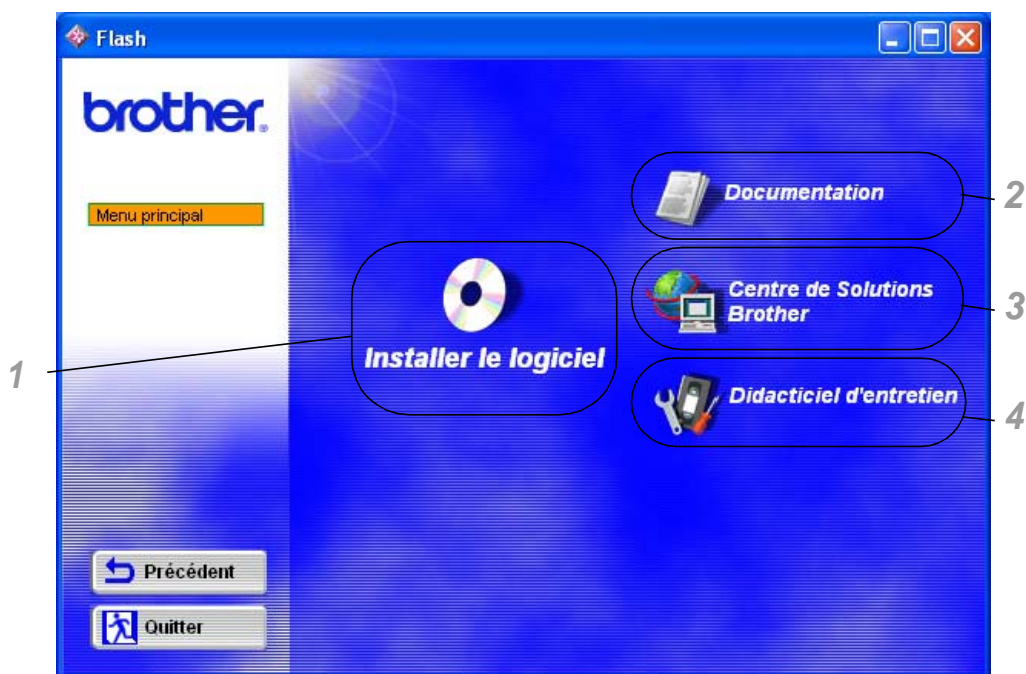 Flash
brother.
Menu principal
Documentation
2
Centre de Solutions
Brother
3
Installer le logiciel
1
Didacticiel d'entretien
4
Précédent
Quitter